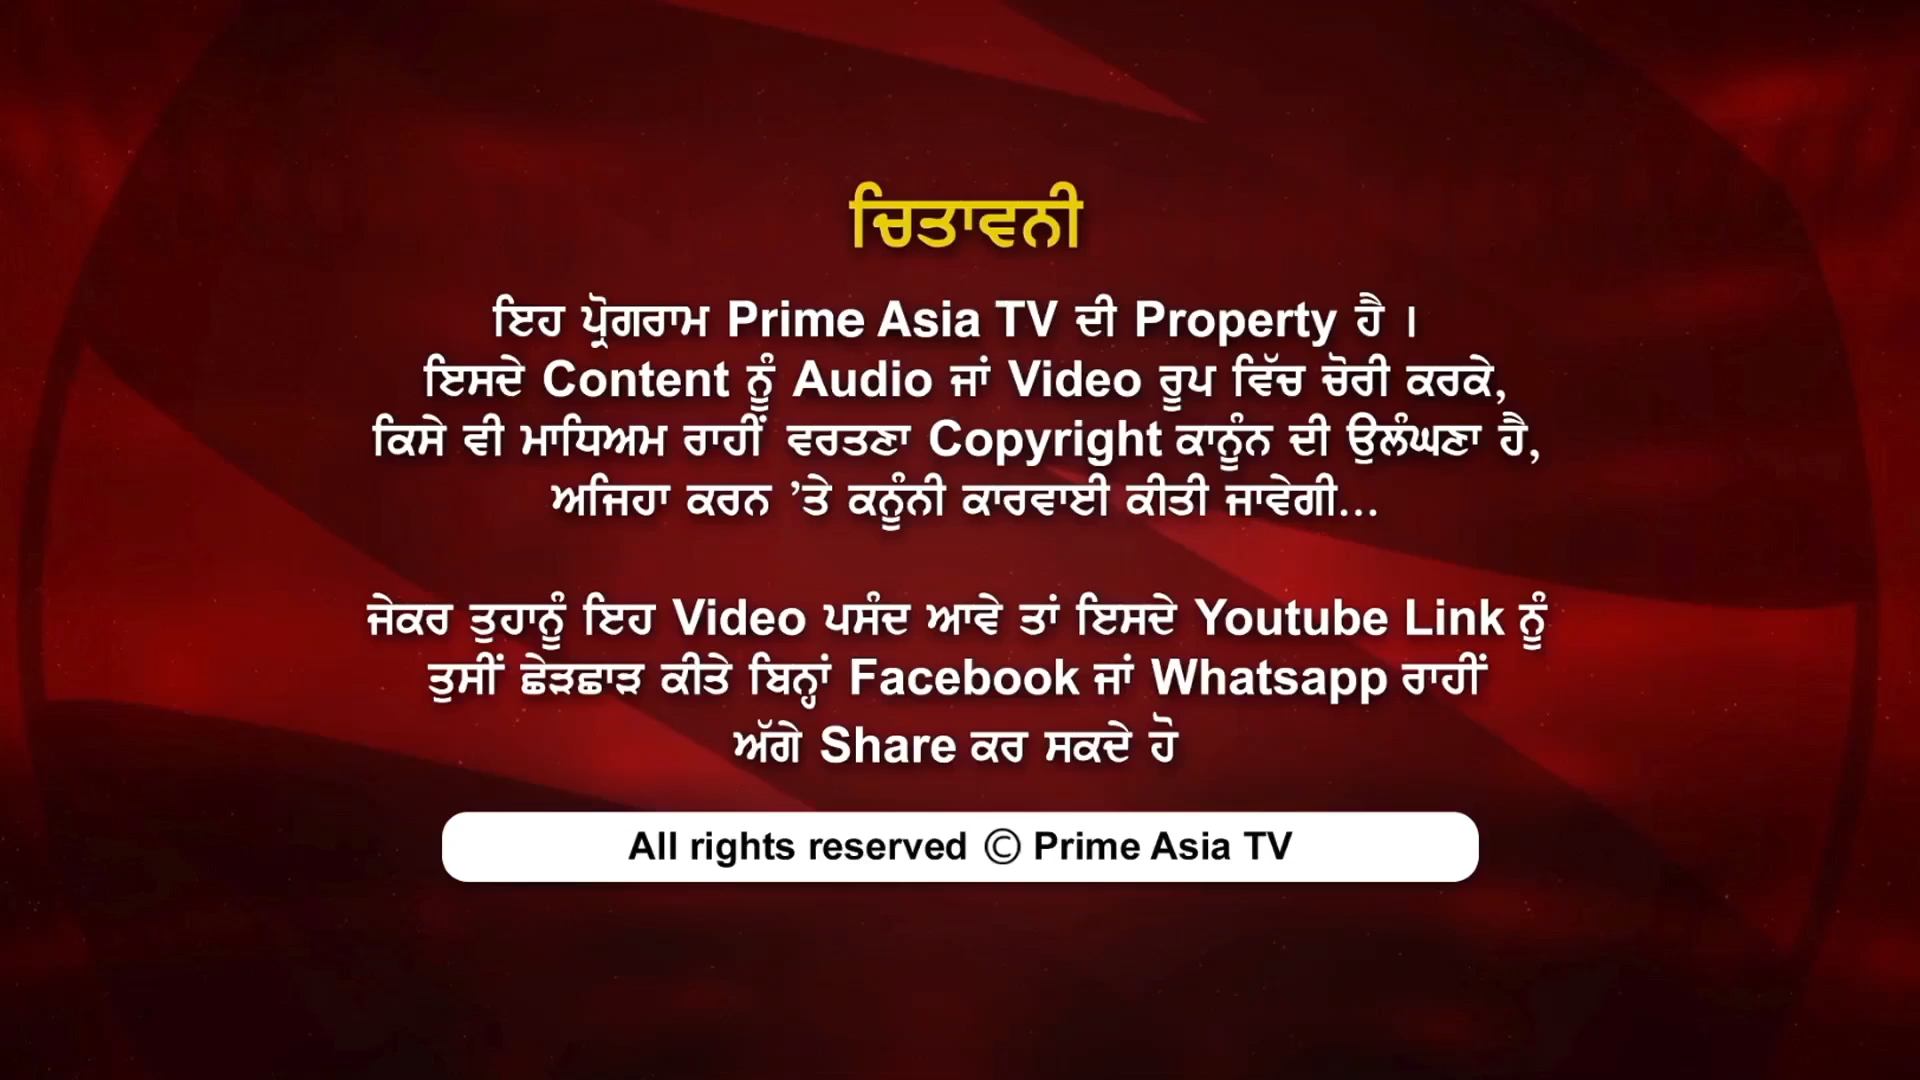 ਚਿਤਾਵਨੀ
ਇਹ ਪ੍ਰੋਗਰਾਮ Prime Asia TV ਦੀ Property ਹੈ ।
ਇਸਦੇ Content ਨੂੰ Audio ਜਾਂ Video ਰੂਪ ਵਿੱਚ ਚੋਰੀ ਕਰਕੇ,
ਕਿਸੇ ਵੀ ਮਾਧਿਅਮ ਰਾਹੀਂ ਵਰਤਣਾ Copyright ਕਾਨੂੰਨ ਦੀ ਉਲੰਘਣਾ ਹੈ,
ਅਜਿਹਾ ਕਰਨ ’ਤੇ ਕਨੂੰਨੀ ਕਾਰਵਾਈ ਕੀਤੀ ਜਾਵੇਗੀ...
ਜੇਕਰ ਤੁਹਾਨੂੰ ਇਹ Video ਪਸੰਦ ਆਵੇ ਤਾਂ ਇਸਦੇ Youtube Link ਨੂੰ
ਤੁਸੀਂ ਛੇੜਛਾੜ ਕੀਤੇ ਬਿਨ੍ਹਾਂ Facebook ਜਾਂ Whatsapp ਰਾਹੀਂ
ਅੱਗੇ Share ਕਰ ਸਕਦੇ ਹੋ
All rights reserved © Prime Asia TV